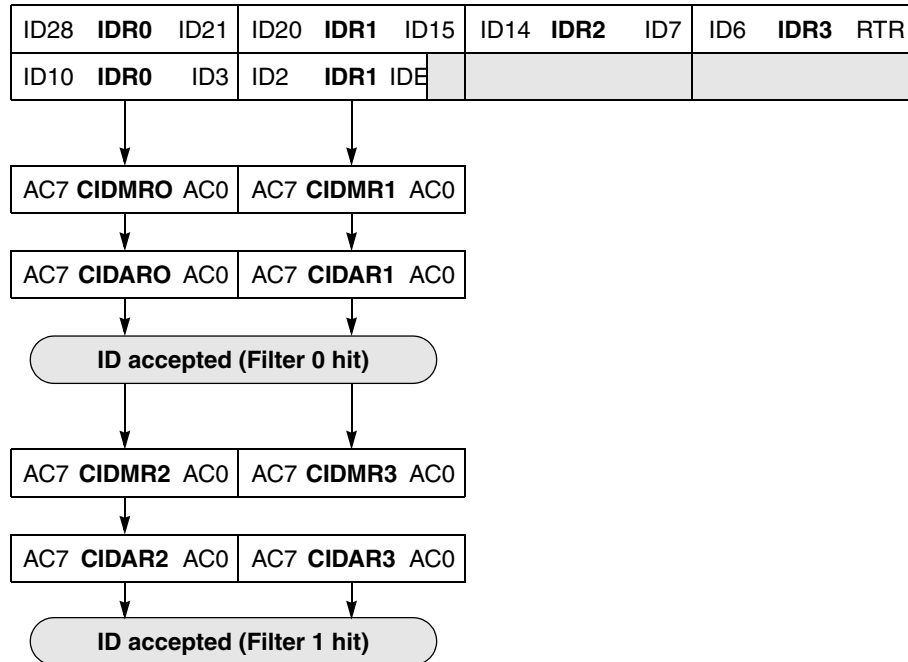 ID28 IDR0 ID21 ID20 IDR1 ID15 ID14 IDR2 ID7 ID6 IDR3 RTR
ID10 IDR0 ID3 ID2 IDR1 IDE
AC7 CIDMRO AC0 AC7 CIDMR1 AC0
AC7 CIDARO AC0 AC7 CIDAR1 AC0
ID accepted (Filter 0 hit)
AC7 CIDMR2 AC0 AC7 CIDMR3 AC0
AC7 CIDAR2 AC0 AC7 CIDAR3 AC0
ID accepted (Filter 1 hit)